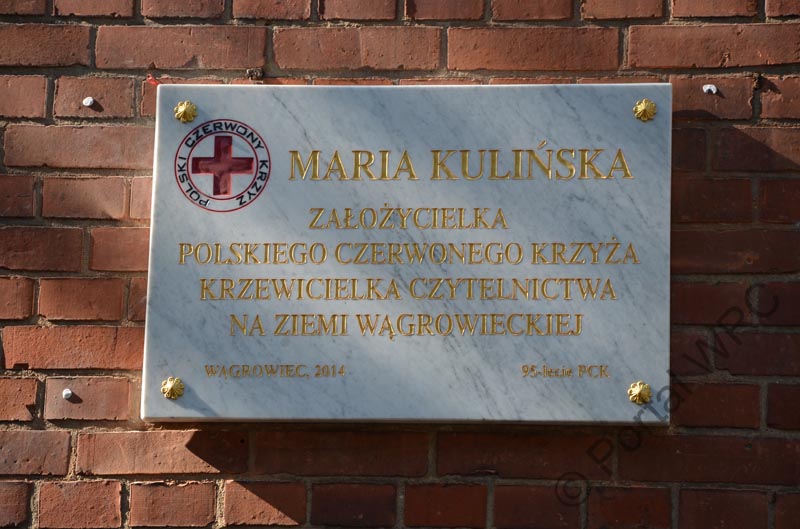 POLSKI CZERWONY KRZYŻ
MARIA KULIŃSKA
ZAŁOŻYCIELKA
POLSKIEGO CZERWONEGO KRZYŻA
KRZEWICIELKA CZYTELNICTWA
NA ZIEMI WĄGROWIECKIEJ
WĄGROWIEC, 2014 95-lecie PCK
© Portal WRC